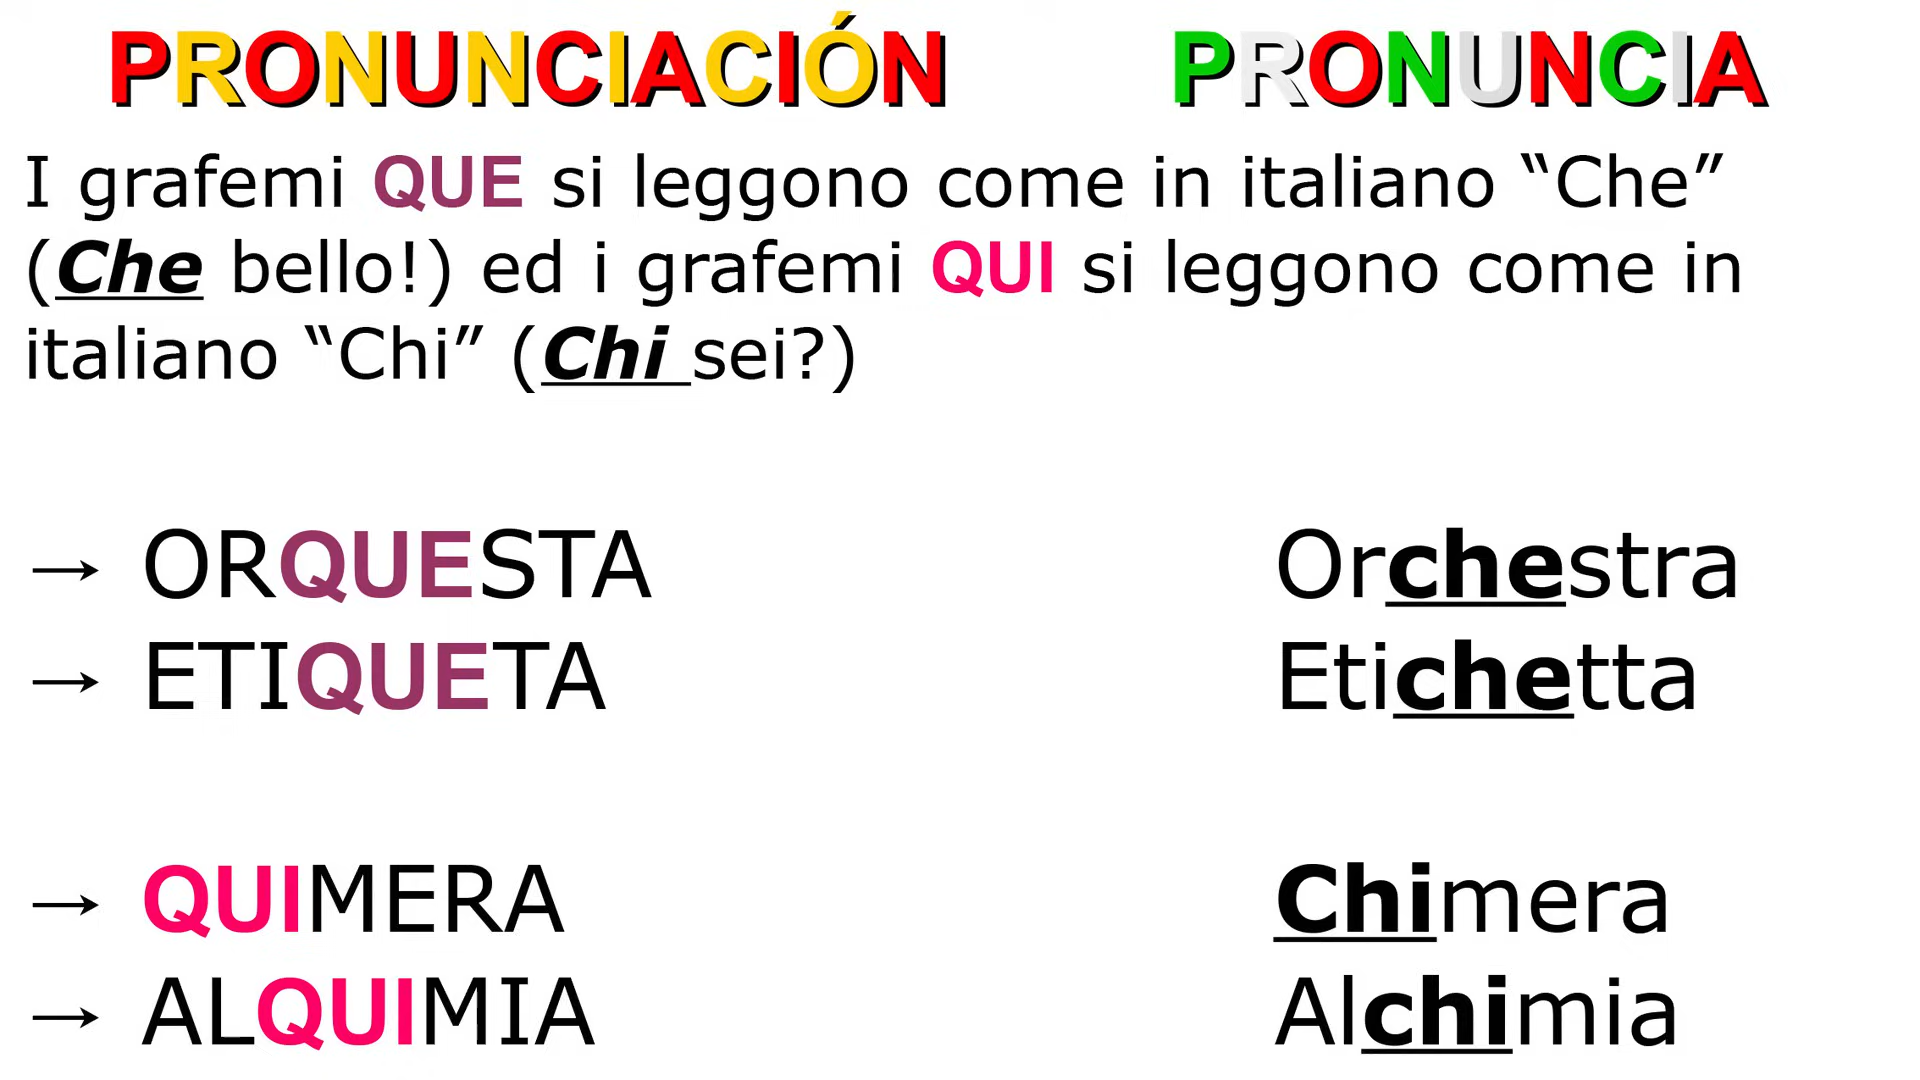 PRONUNCIACIÓN PRONUNCIA
I grafemi QUE si leggono come in italiano “Che”
(Che bello!) ed i grafemi QUI si leggono come in
italiano “Chi” (Chi sei?)
→ ORQUESTA Orchestra
→ ETIQUETA Etichetta
→ QUIMERA Chimera
→ ALQUIMIA Alchimia